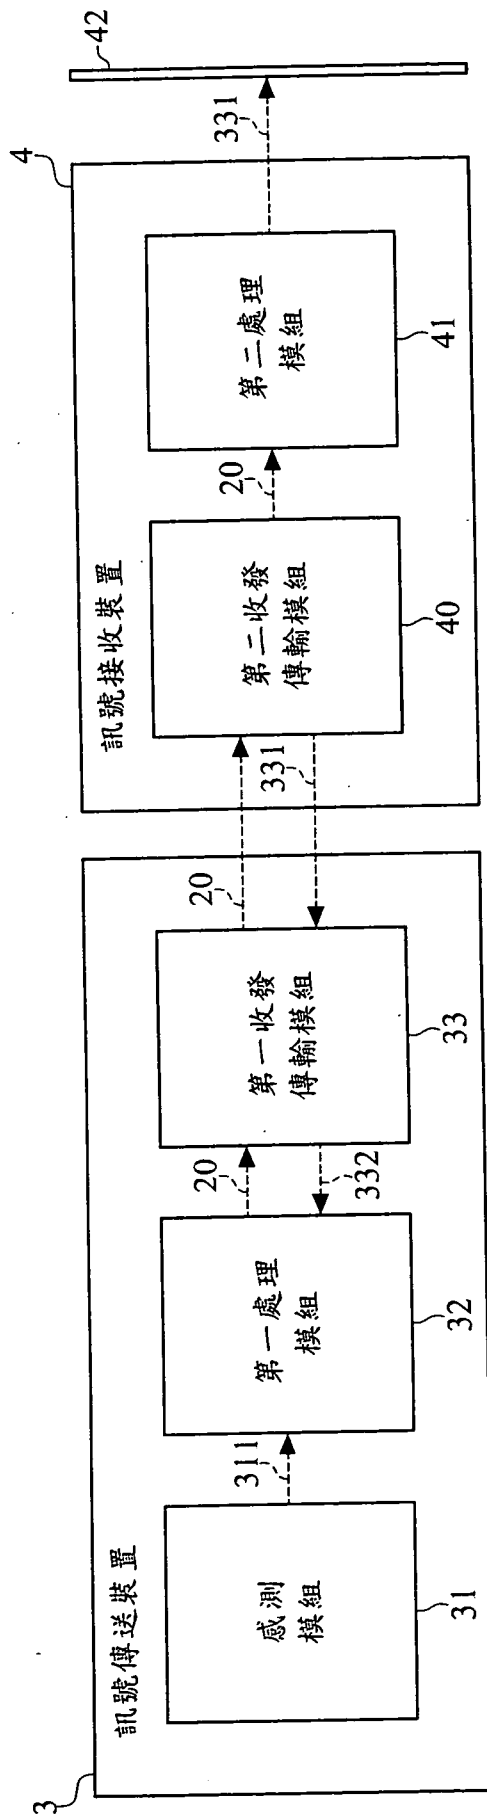 3
訊號傳送裝置
感測
模組
31
311
第一處理
模組
32
20
332
第一收發
傳輸模組
33
20
331
4
訊號接收裝置
第二收發
傳輸模組
40
20
第二處理
模組
41
331
42